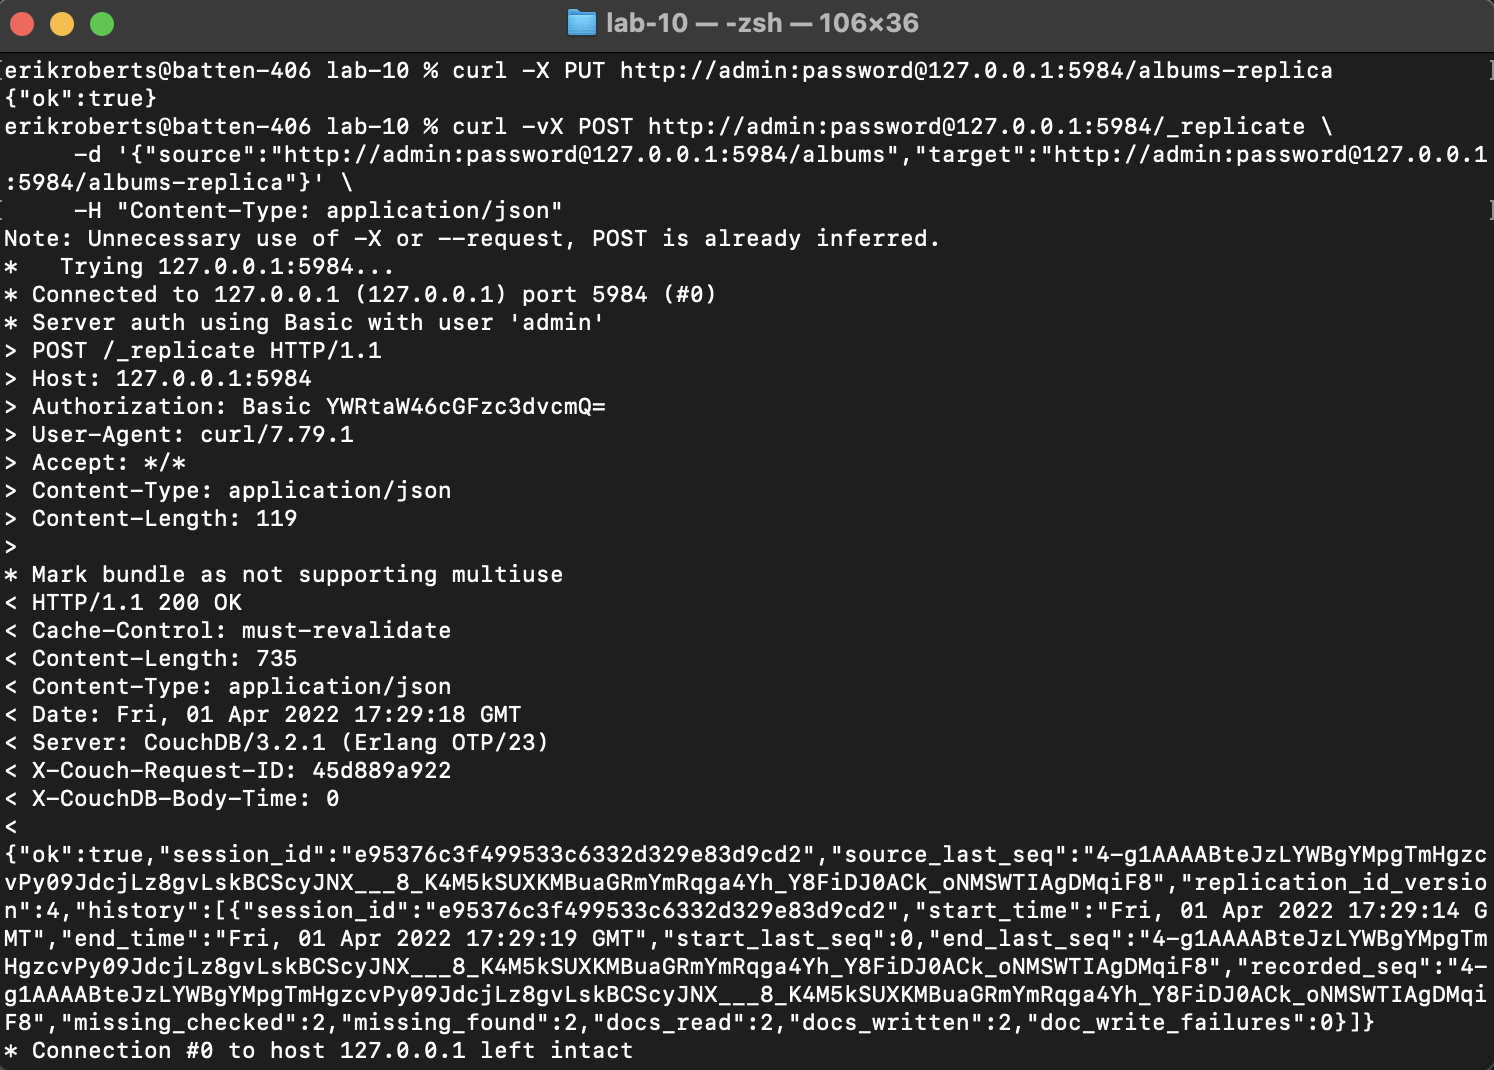 lab-10 — -zsh — 106×36
erikroberts@batten-406 lab-10 % curl -X PUT http://admin:password@127.0.0.1:5984/albums-replica
{"ok":true}
erikroberts@batten-406 lab-10 % curl -vX POST http://admin:password@127.0.0.1:5984/_replicate \
     -d '{"source":"http://admin:password@127.0.0.1:5984/albums","target":"http://admin:password@127.0.0.1
:5984/albums-replica"}' \
     -H "Content-Type: application/json"
Note: Unnecessary use of -X or --request, POST is already inferred.
*   Trying 127.0.0.1:5984...
* Connected to 127.0.0.1 (127.0.0.1) port 5984 (#0)
* Server auth using Basic with user 'admin'
> POST /_replicate HTTP/1.1
> Host: 127.0.0.1:5984
> Authorization: Basic YWRtaW46cGFzc3dvcmQ=
> User-Agent: curl/7.79.1
> Accept: */*
> Content-Type: application/json
> Content-Length: 119
>
* Mark bundle as not supporting multiuse
< HTTP/1.1 200 OK
< Cache-Control: must-revalidate
< Content-Length: 735
< Content-Type: application/json
< Date: Fri, 01 Apr 2022 17:29:18 GMT
< Server: CouchDB/3.2.1 (Erlang OTP/23)
< X-Couch-Request-ID: 45d889a922
< X-CouchDB-Body-Time: 0
<
{"ok":true,"session_id":"e95376c3f499533c6332d329e83d9cd2","source_last_seq":"4-g1AAAABteJzLYWBgYMpgTmHgzc
vPy09JdcjLz8gvLskBCScyJNX___8_K4M5kSUXKMBuaGRmYmRqga4Yh_Y8FiDJ0ACk_oNMSWTIAgDMqiF8","replication_id_versio
n":4,"history":[{"session_id":"e95376c3f499533c6332d329e83d9cd2","start_time":"Fri, 01 Apr 2022 17:29:14 G
MT","end_time":"Fri, 01 Apr 2022 17:29:19 GMT","start_last_seq":0,"end_last_seq":"4-g1AAAABteJzLYWBgYMpgTm
HgzcvPy09JdcjLz8gvLskBCScyJNX___8_K4M5kSUXKMBuaGRmYmRqga4Yh_Y8FiDJ0ACk_oNMSWTIAgDMqiF8","recorded_seq":"4-
g1AAAABteJzLYWBgYMpgTmHgzcvPy09JdcjLz8gvLskBCScyJNX___8_K4M5kSUXKMBuaGRmYmRqga4Yh_Y8FiDJ0ACk_oNMSWTIAgDMqi
F8","missing_checked":2,"missing_found":2,"docs_read":2,"docs_written":2,"doc_write_failures":0}]}
* Connection #0 to host 127.0.0.1 left intact